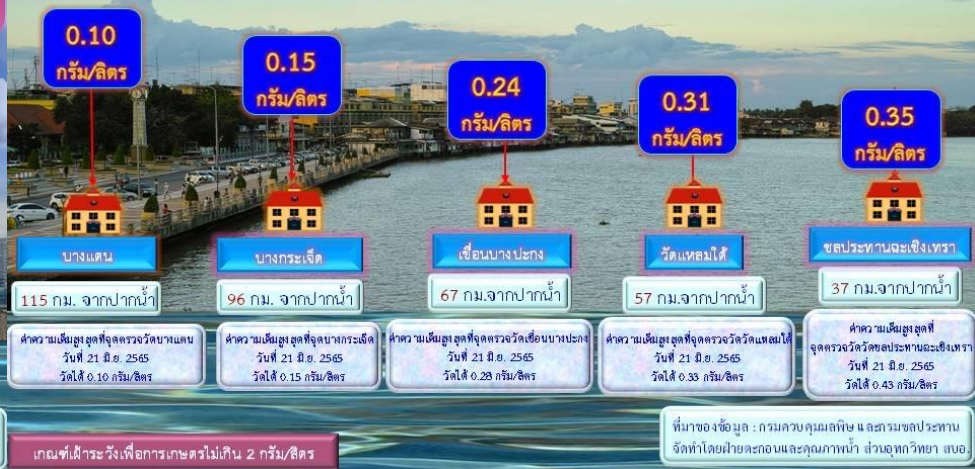 0.10
กรัม/ลิตร
0.15
กรัม/ลิตร
0.24
กรัม/ลิตร
0.31
กรัม/ลิตร
0.35
กรัม/ลิตร
บางแตน
บางกระเจ็ด
เขื่อนบางปะกง
วัดแหลมใต้
ชลประทานฉะเชิงเทรา
115 กม. จากปากน้ำ
96 กม. จากปากน้ำ
67 กม.จากปากน้ำ
57 กม.จากปากน้ำ
37 กม.จากปากน้ำ
ค่าความเค็มสูงสุดที่จุดตรวจวัดบางแตน
วันที่ 21 มิ.ย. 2565
วัดได้ 0.10 กรัม/ลิตร
ค่าความเค็มสูงสุดที่จุดบางกระเจ็ด
วันที่ 21 มิ.ย. 2565
วัดได้ 0.15 กรัม/ลิตร
ค่าความเค็มสูงสุดที่จุดตรวจวัดเขื่อนบางปะกง
วันที่ 21 มิ.ย. 2565
วัดได้ 0.28 กรัม/ลิตร
ค่าความเค็มสูงสุดที่จุดตรวจวัดวัดแหลมใต้
วันที่ 21 มิ.ย. 2565
วัดได้ 0.33 กรัม/ลิตร
ค่าความเค็มสูงสุดที่
จุดตรวจวัดวัดชลประทานฉะเชิงเทรา
วันที่ 21 มิ.ย. 2565
วัดได้ 0.43 กรัม/ลิตร
เกณฑ์เฝ้าระวังเพื่อการเกษตรไม่เกิน 2 กรัม/ลิตร
ที่มาของข้อมูล : กรมควบคุมมลพิษ และกรมชลประทาน
จัดทำโดยฝ่ายตะกอนและคุณภาพน้ำ ส่วนอุทกวิทยา สบอ